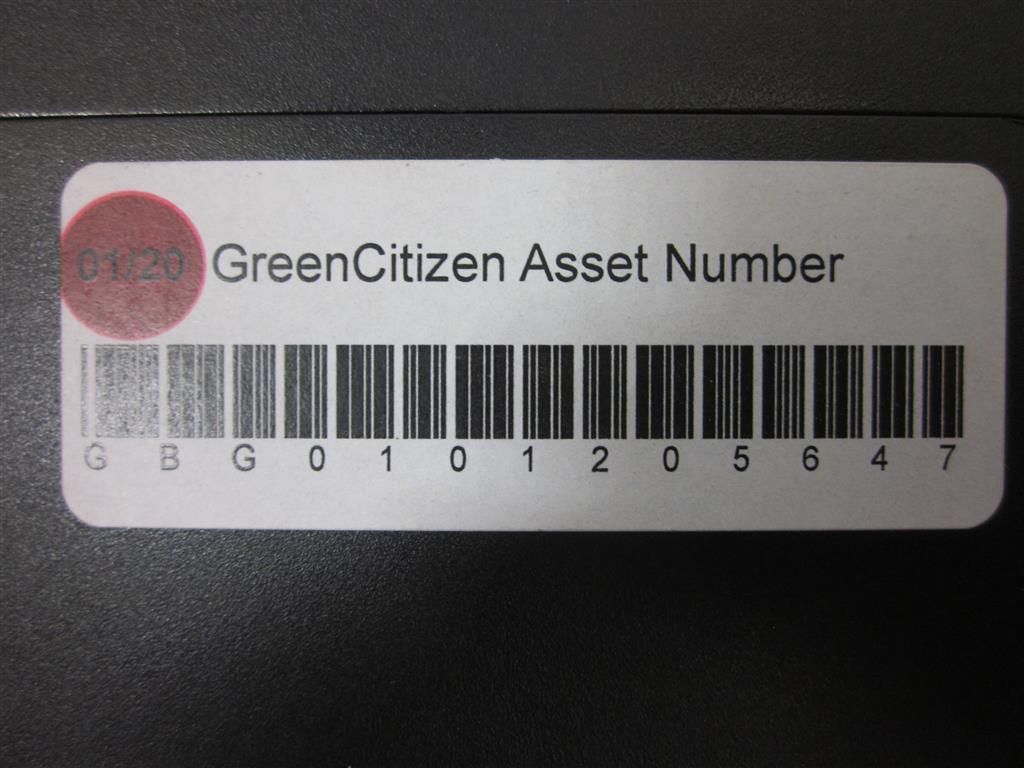 01/20 GreenCitizen Asset Number
G B G 0 1 0 1 2 0 5 6 4 7